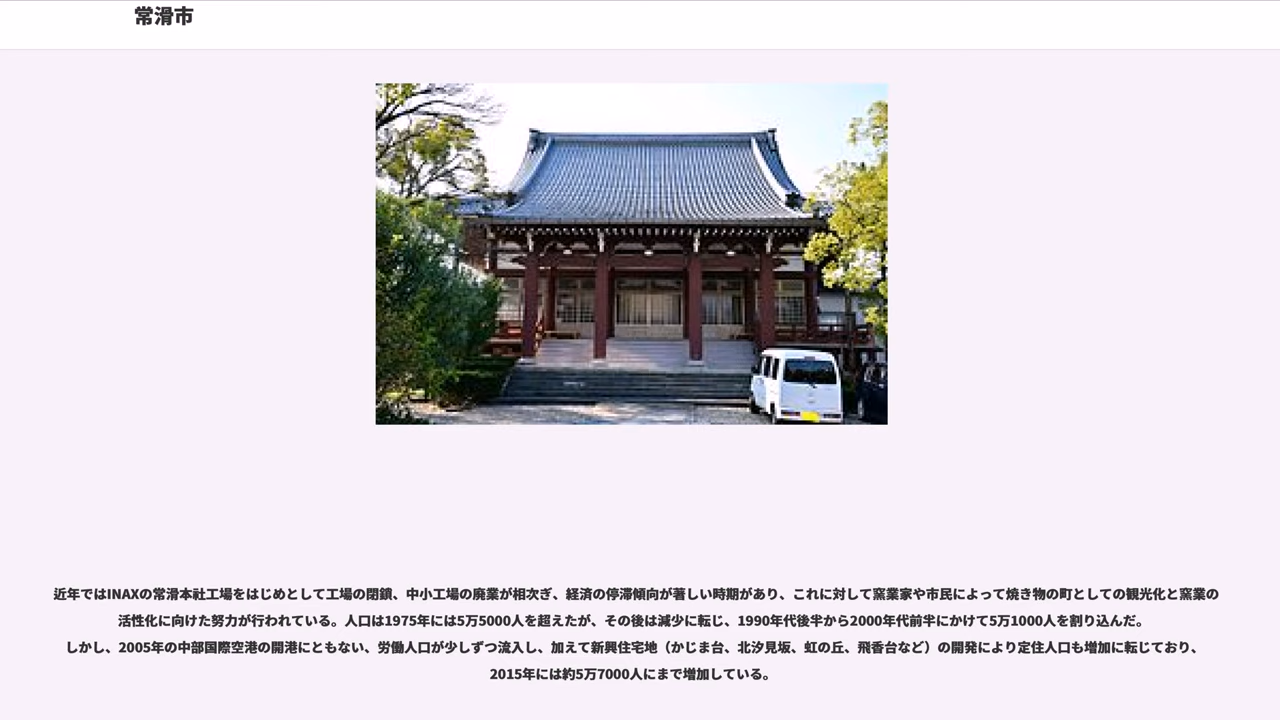 常滑市
近年ではINAXの常滑本社工場をはじめとして工場の閉鎖、中小工場の廃業が相次ぎ、経済の停滞傾向が著しい時期があり、これに対して窯業家や市民によって焼き物の町としての観光化と窯業の
活性化に向けた努力が行われている。人口は1975年には5万5000人を超えたが、その後は減少に転じ、1990年代後半から2000年代前半にかけて5万1000人を割り込んだ。
しかし、2005年の中部国際空港の開港にともない、労働人口が少しずつ流入し、加えて新興住宅地（かじま台、北汐見坂、虹の丘、飛香台など）の開発により定住人口も増加に転じており、
2015年には約5万7000人にまで増加している。